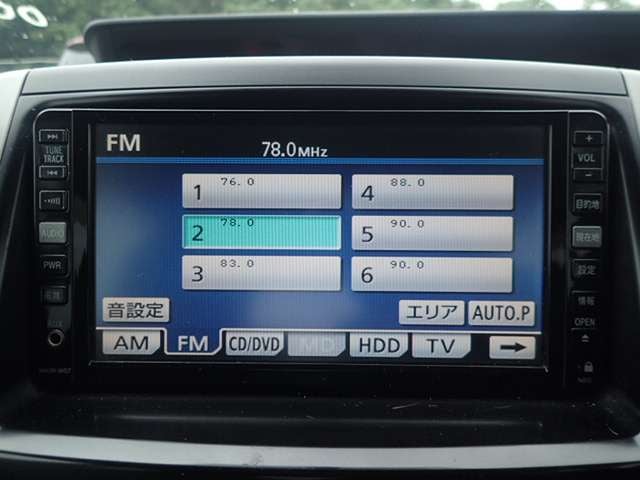 TUNE
TRACK
AUDIO
PWR
AUX
FM
78.0MHz
1 76.0
2 78.0
3 83.0
4 88.0
5 90.0
6 90.0
音設定
エリア
AUTO.P
AM
FM
CD/DVD
MD
HDD
TV
+
VOL
-
目的地
現在地
設定
情報
OPEN